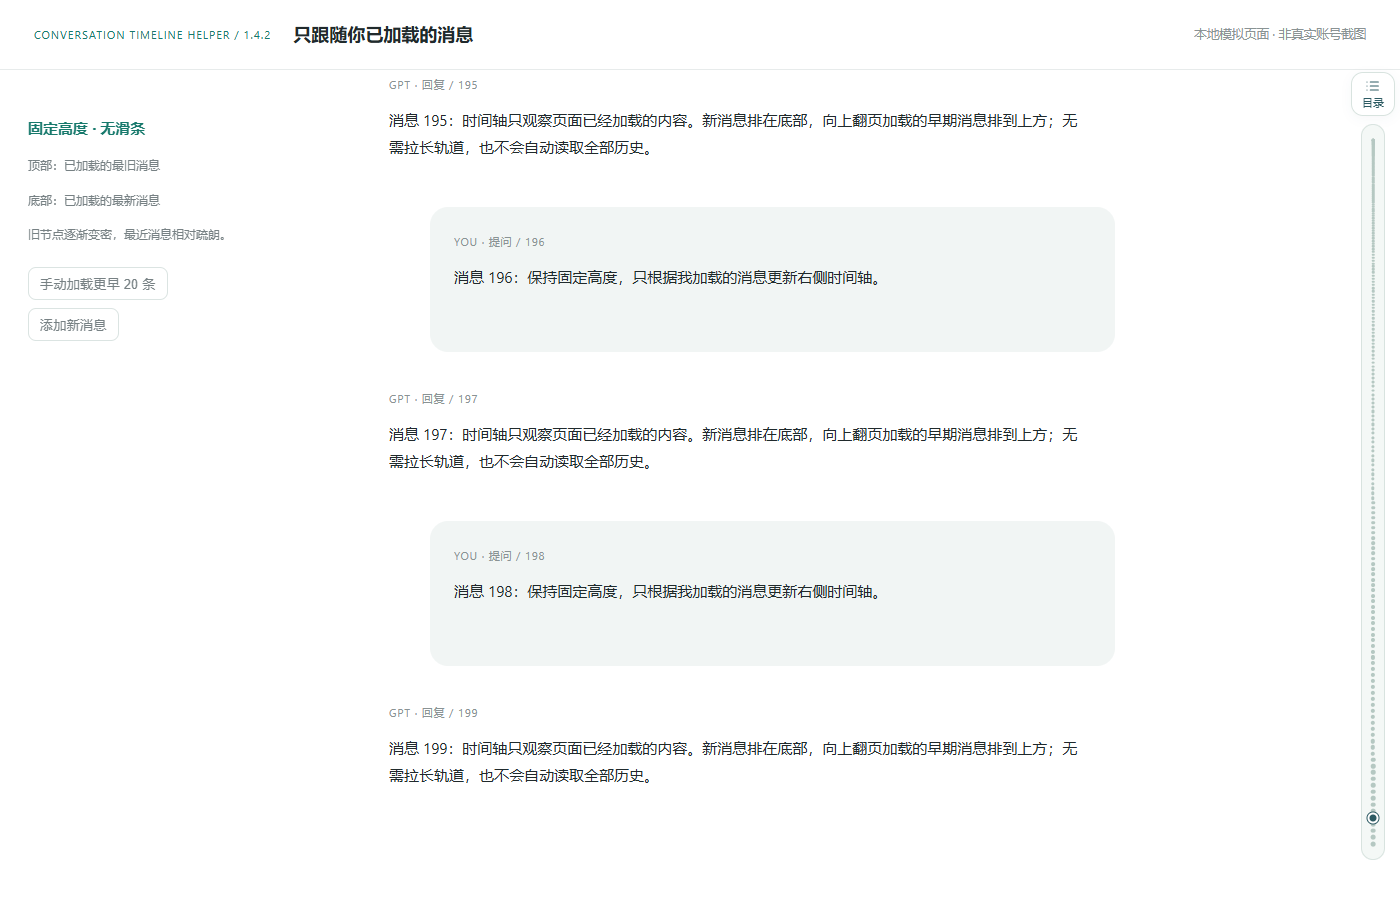 CONVERSATION TIMELINE HELPER / 1.4.2
只跟随你已加载的消息
本地模拟页面 · 非真实账号截图
目录
固定高度 · 无滑条
顶部：已加载的最旧消息
底部：已加载的最新消息
旧节点逐渐变密，最近消息相对疏朗。
手动加载更早 20 条
添加新消息
GPT · 回复 / 195
消息 195：时间轴只观察页面已经加载的内容。新消息排在底部，向上翻页加载的早期消息排到上方；无
需拉长轨道，也不会自动读取全部历史。
YOU · 提问 / 196
消息 196：保持固定高度，只根据我加载的消息更新右侧时间轴。
GPT · 回复 / 197
消息 197：时间轴只观察页面已经加载的内容。新消息排在底部，向上翻页加载的早期消息排到上方；无
需拉长轨道，也不会自动读取全部历史。
YOU · 提问 / 198
消息 198：保持固定高度，只根据我加载的消息更新右侧时间轴。
GPT · 回复 / 199
消息 199：时间轴只观察页面已经加载的内容。新消息排在底部，向上翻页加载的早期消息排到上方；无
需拉长轨道，也不会自动读取全部历史。